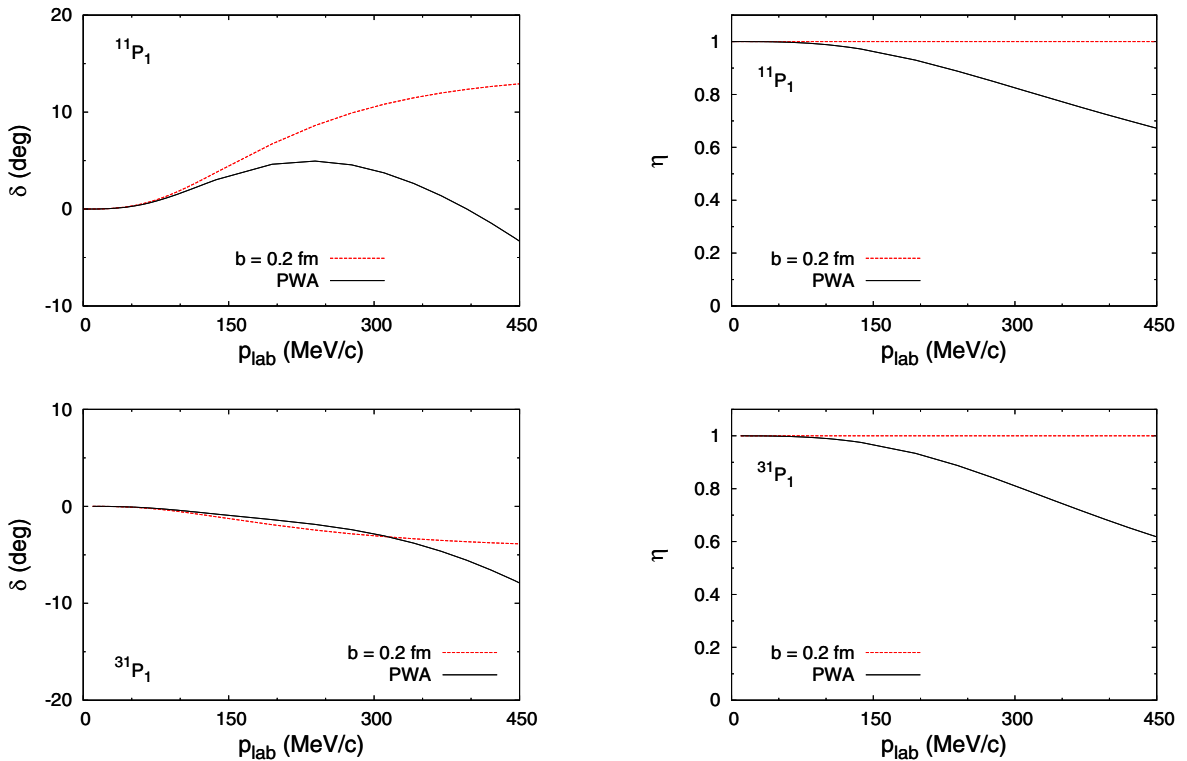 20
10
0
-10
δ (deg)
¹¹P₁
b = 0.2 fm
PWA
0 150 300 450
p_lab (MeV/c)
1
0.8
0.6
0.4
0.2
0
η
¹¹P₁
b = 0.2 fm
PWA
0 150 300 450
p_lab (MeV/c)
10
0
-10
-20
δ (deg)
³¹P₁
b = 0.2 fm
PWA
0 150 300 450
p_lab (MeV/c)
1
0.8
0.6
0.4
0.2
0
η
³¹P₁
b = 0.2 fm
PWA
0 150 300 450
p_lab (MeV/c)